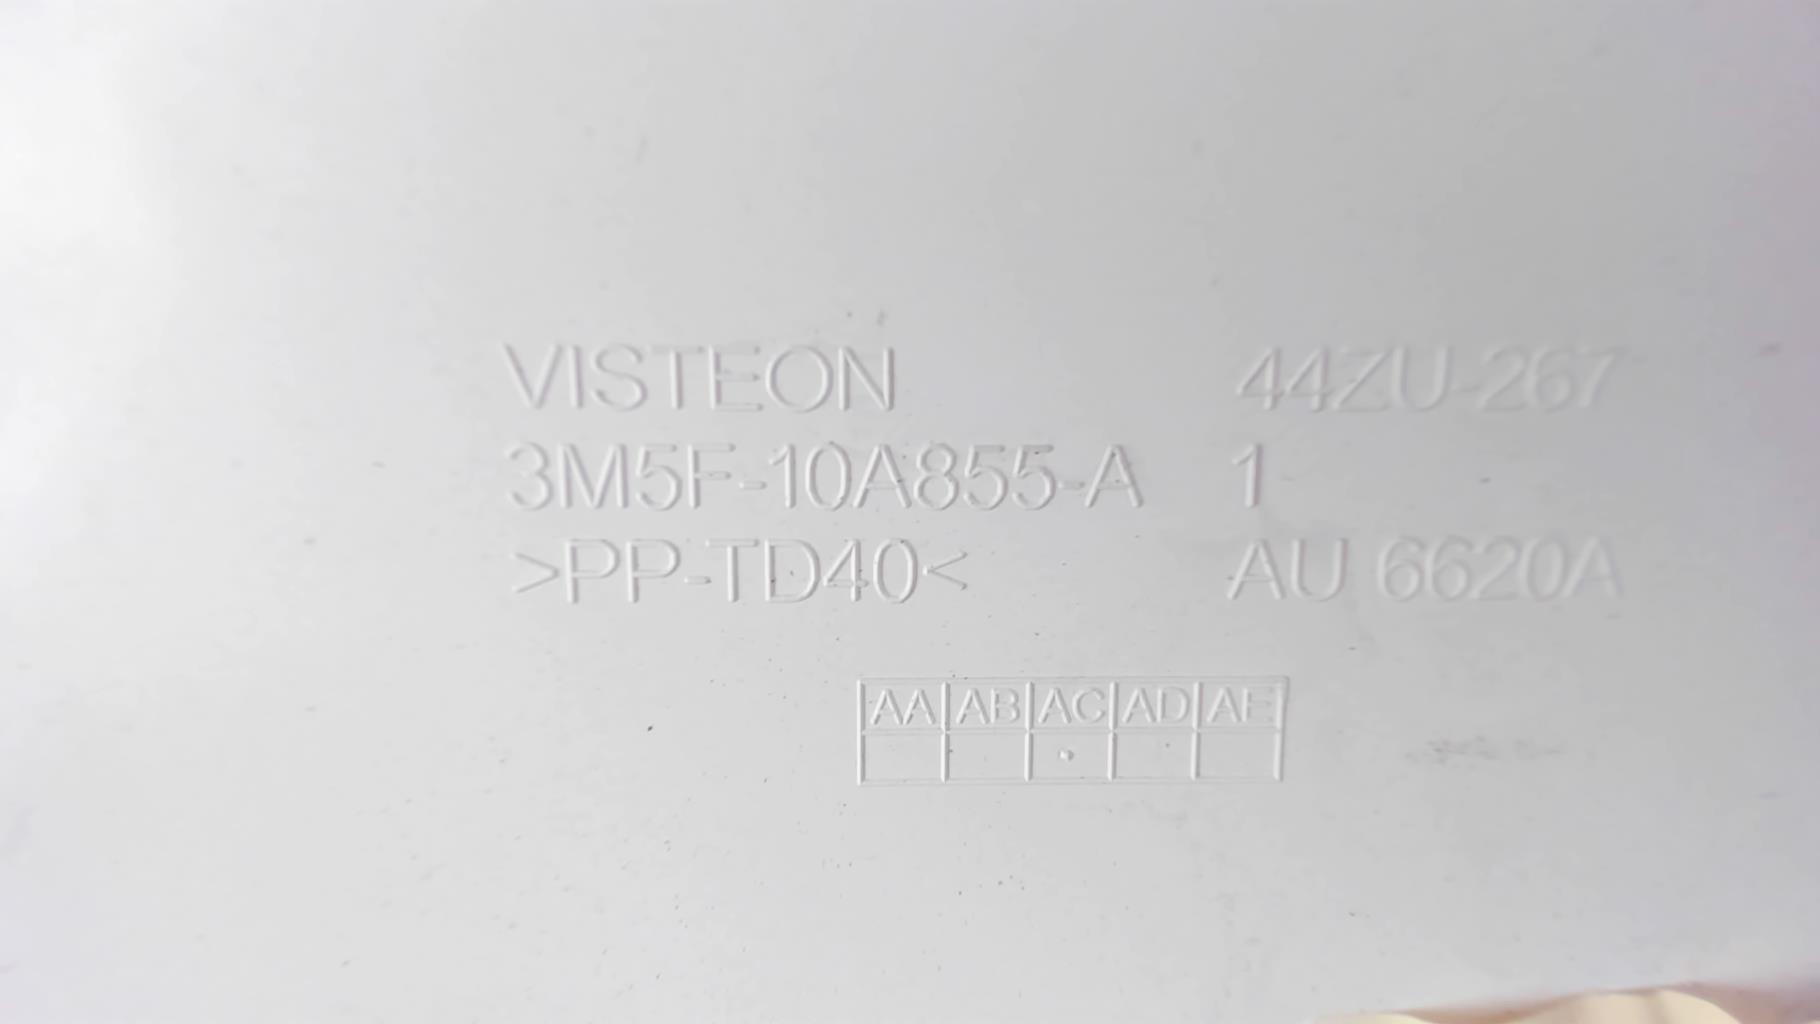 VISTEON 44ZU-267
3M5F-10A855-A 1
>PP-TD40< AU 6620A
AA AB AC AD AE